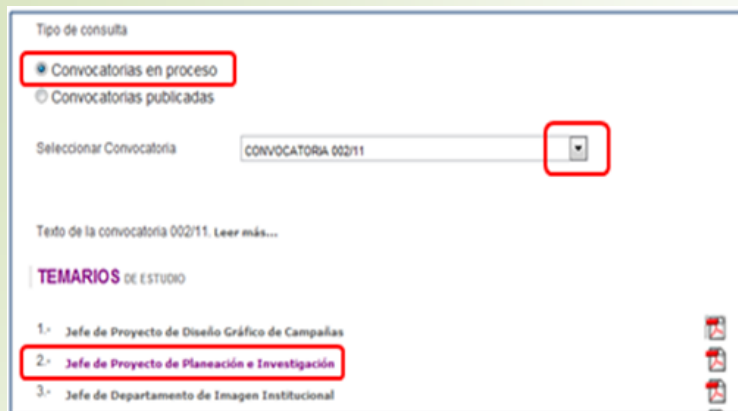 Tipo de consulta
Convocatorias en proceso
Convocatorias publicadas
Seleccionar Convocatoria CONVOCATORIA 002/11
Texto de la convocatoria 002/11. Leer más...
TEMARIOS DE ESTUDIO
1.- Jefe de Proyecto de Diseño Gráfico de Campañas
2.- Jefe de Proyecto de Planeación e Investigación
3.- Jefe de Departamento de Imagen Institucional